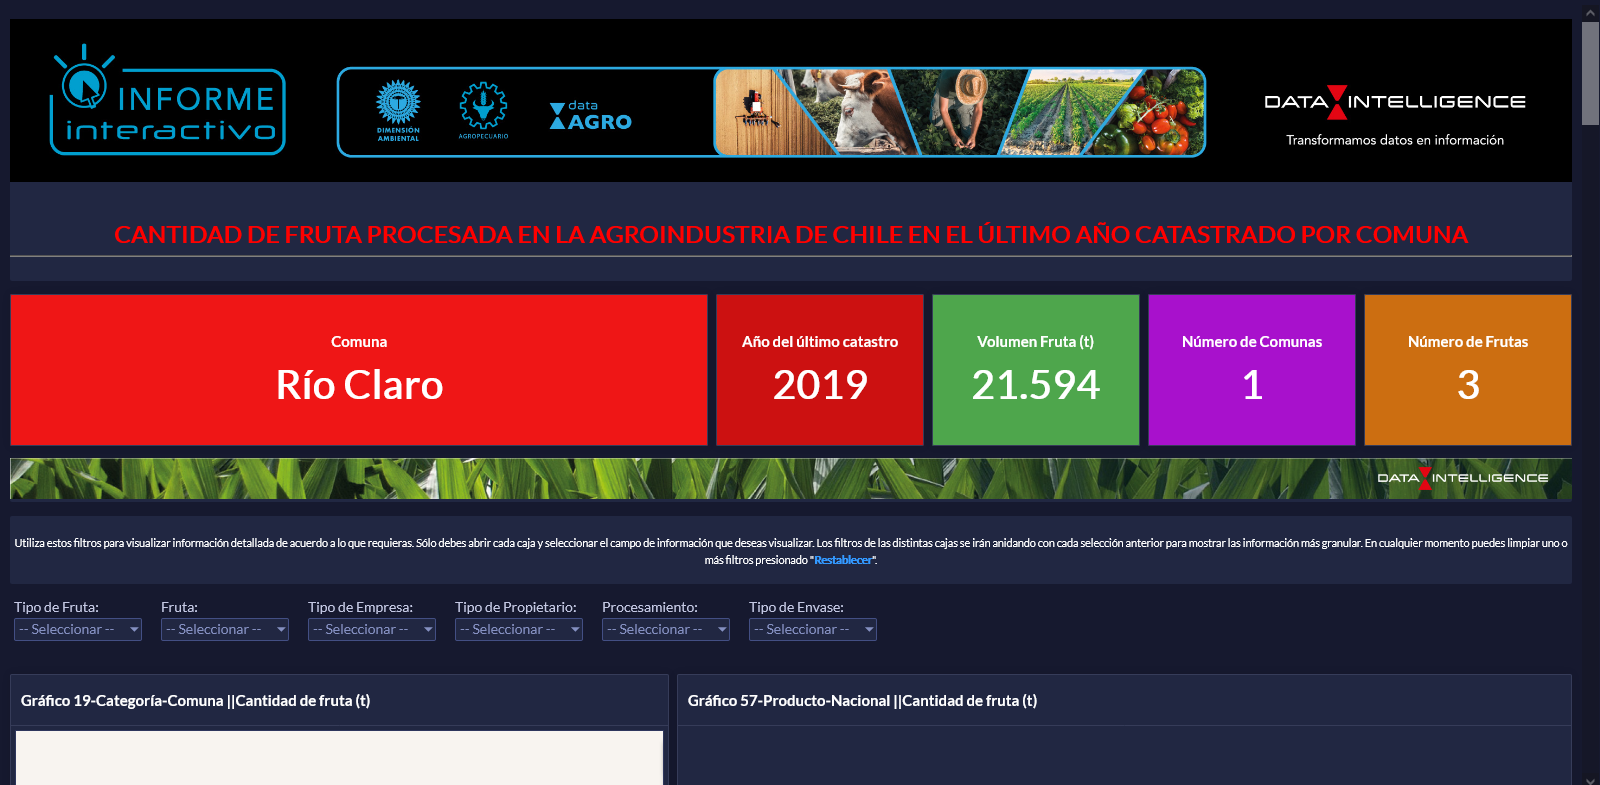 INFORME
interactivo
DIMENSIÓN
AMBIENTAL
AGROPECUARIO
data
AGRO
DATA INTELLIGENCE
Transformamos datos en información
CANTIDAD DE FRUTA PROCESADA EN LA AGROINDUSTRIA DE CHILE EN EL ÚLTIMO AÑO CATASTRADO POR COMUNA
Comuna
Río Claro
Año del último catastro
2019
Volumen Fruta (t)
21.594
Número de Comunas
1
Número de Frutas
3
DATA INTELLIGENCE
Utiliza estos filtros para visualizar información detallada de acuerdo a lo que requieras. Sólo debes abrir cada caja y seleccionar el campo de información que deseas visualizar. Los filtros de las distintas cajas se irán anidando con cada selección anterior para mostrar las información más granular. En cualquier momento puedes limpiar uno o
más filtros presionado "Restablecer".
Tipo de Fruta: Fruta: Tipo de Empresa: Tipo de Propietario: Procesamiento: Tipo de Envase:
-- Seleccionar -- -- Seleccionar -- -- Seleccionar -- -- Seleccionar -- -- Seleccionar -- -- Seleccionar --
Gráfico 19-Categoría-Comuna ||Cantidad de fruta (t)
Gráfico 57-Producto-Nacional ||Cantidad de fruta (t)